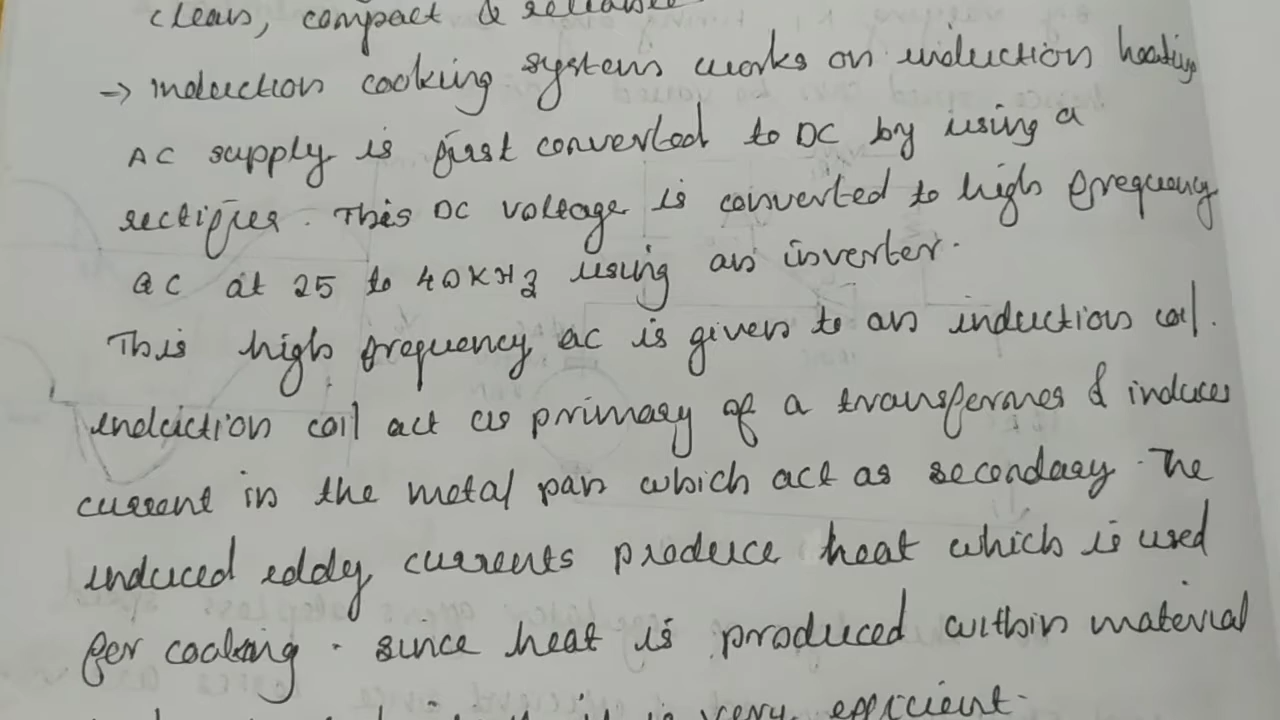 clean, compact & reliable
→ induction cooking system works on induction heating
AC supply is first converted to DC by using a
rectifier. This DC voltage is converted to high frequency
ac at 25 to 40KHz using an inverter.
This high frequency ac is given to an induction coil.
induction coil act as primary of a transformer & induces
current in the metal pan which act as secondary. The
induced eddy currents produce heat which is used
for cooking. since heat is produced within material
it is very efficient.